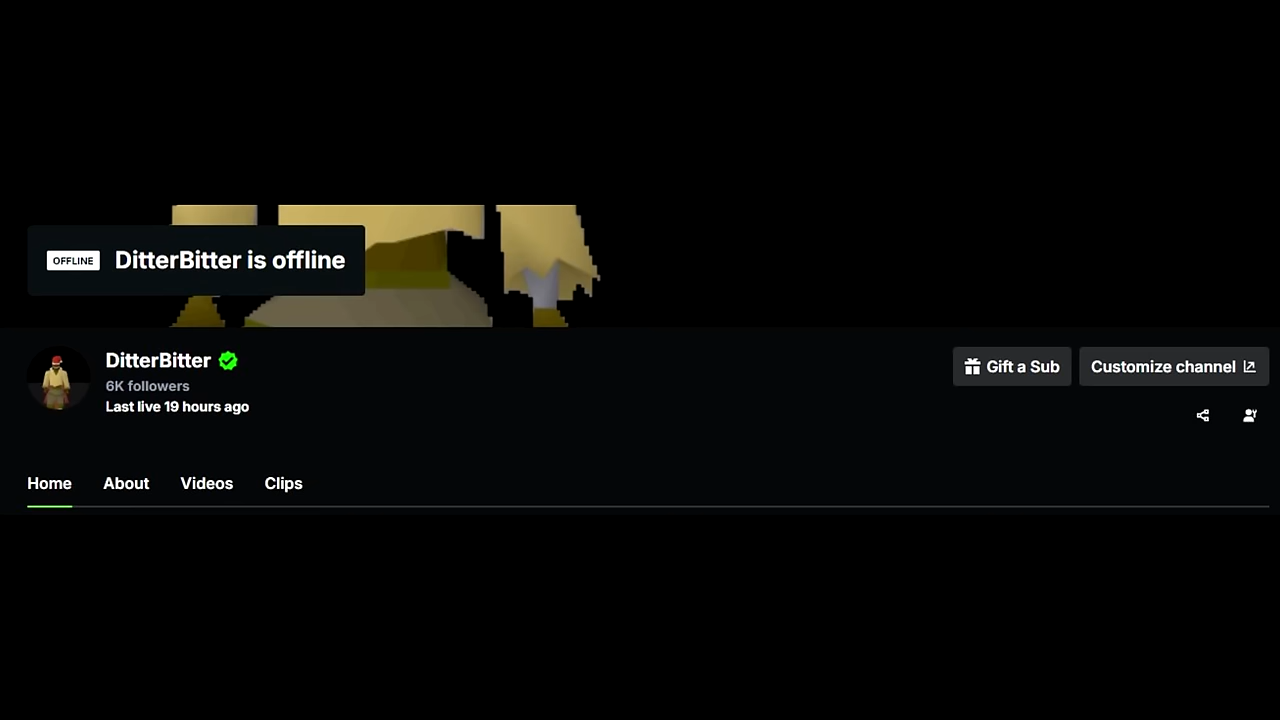 OFFLINE DitterBitter is offline
DitterBitter
Gift a Sub Customize channel
6K followers
Last live 19 hours ago
Home About Videos Clips